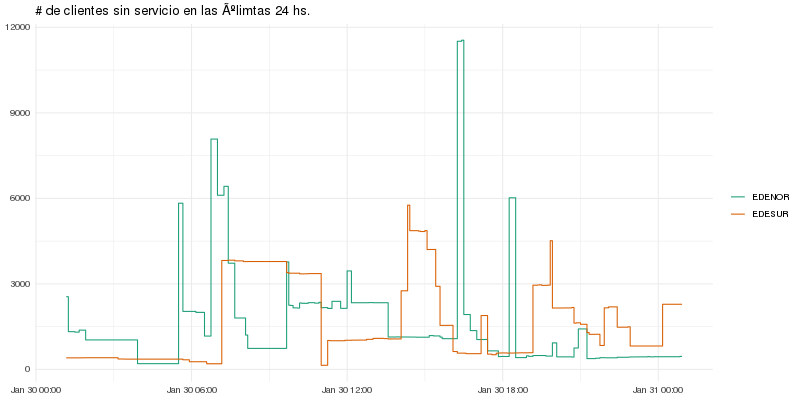 # de clientes sin servicio en las Ãºlimtas 24 hs.
12000
9000
6000
3000
0
Jan 30 00:00 Jan 30 06:00 Jan 30 12:00 Jan 30 18:00 Jan 31 00:00
EDENOR
EDESUR